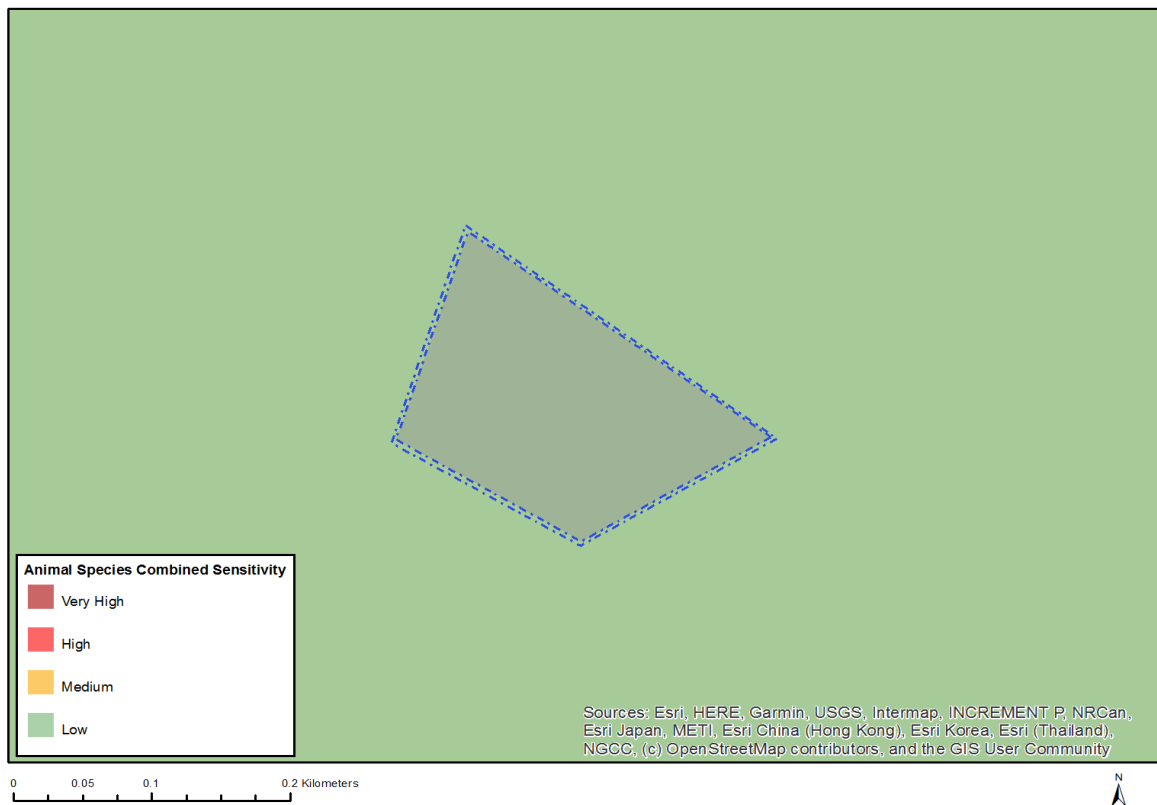 Animal Species Combined Sensitivity
Very High
High
Medium
Low
Sources: Esri, HERE, Garmin, USGS, Intermap, INCREMENT P, NRCan,
Esri Japan, METI, Esri China (Hong Kong), Esri Korea, Esri (Thailand),
NGCC, (c) OpenStreetMap contributors, and the GIS User Community
0 0.05 0.1 0.2 Kilometers
N